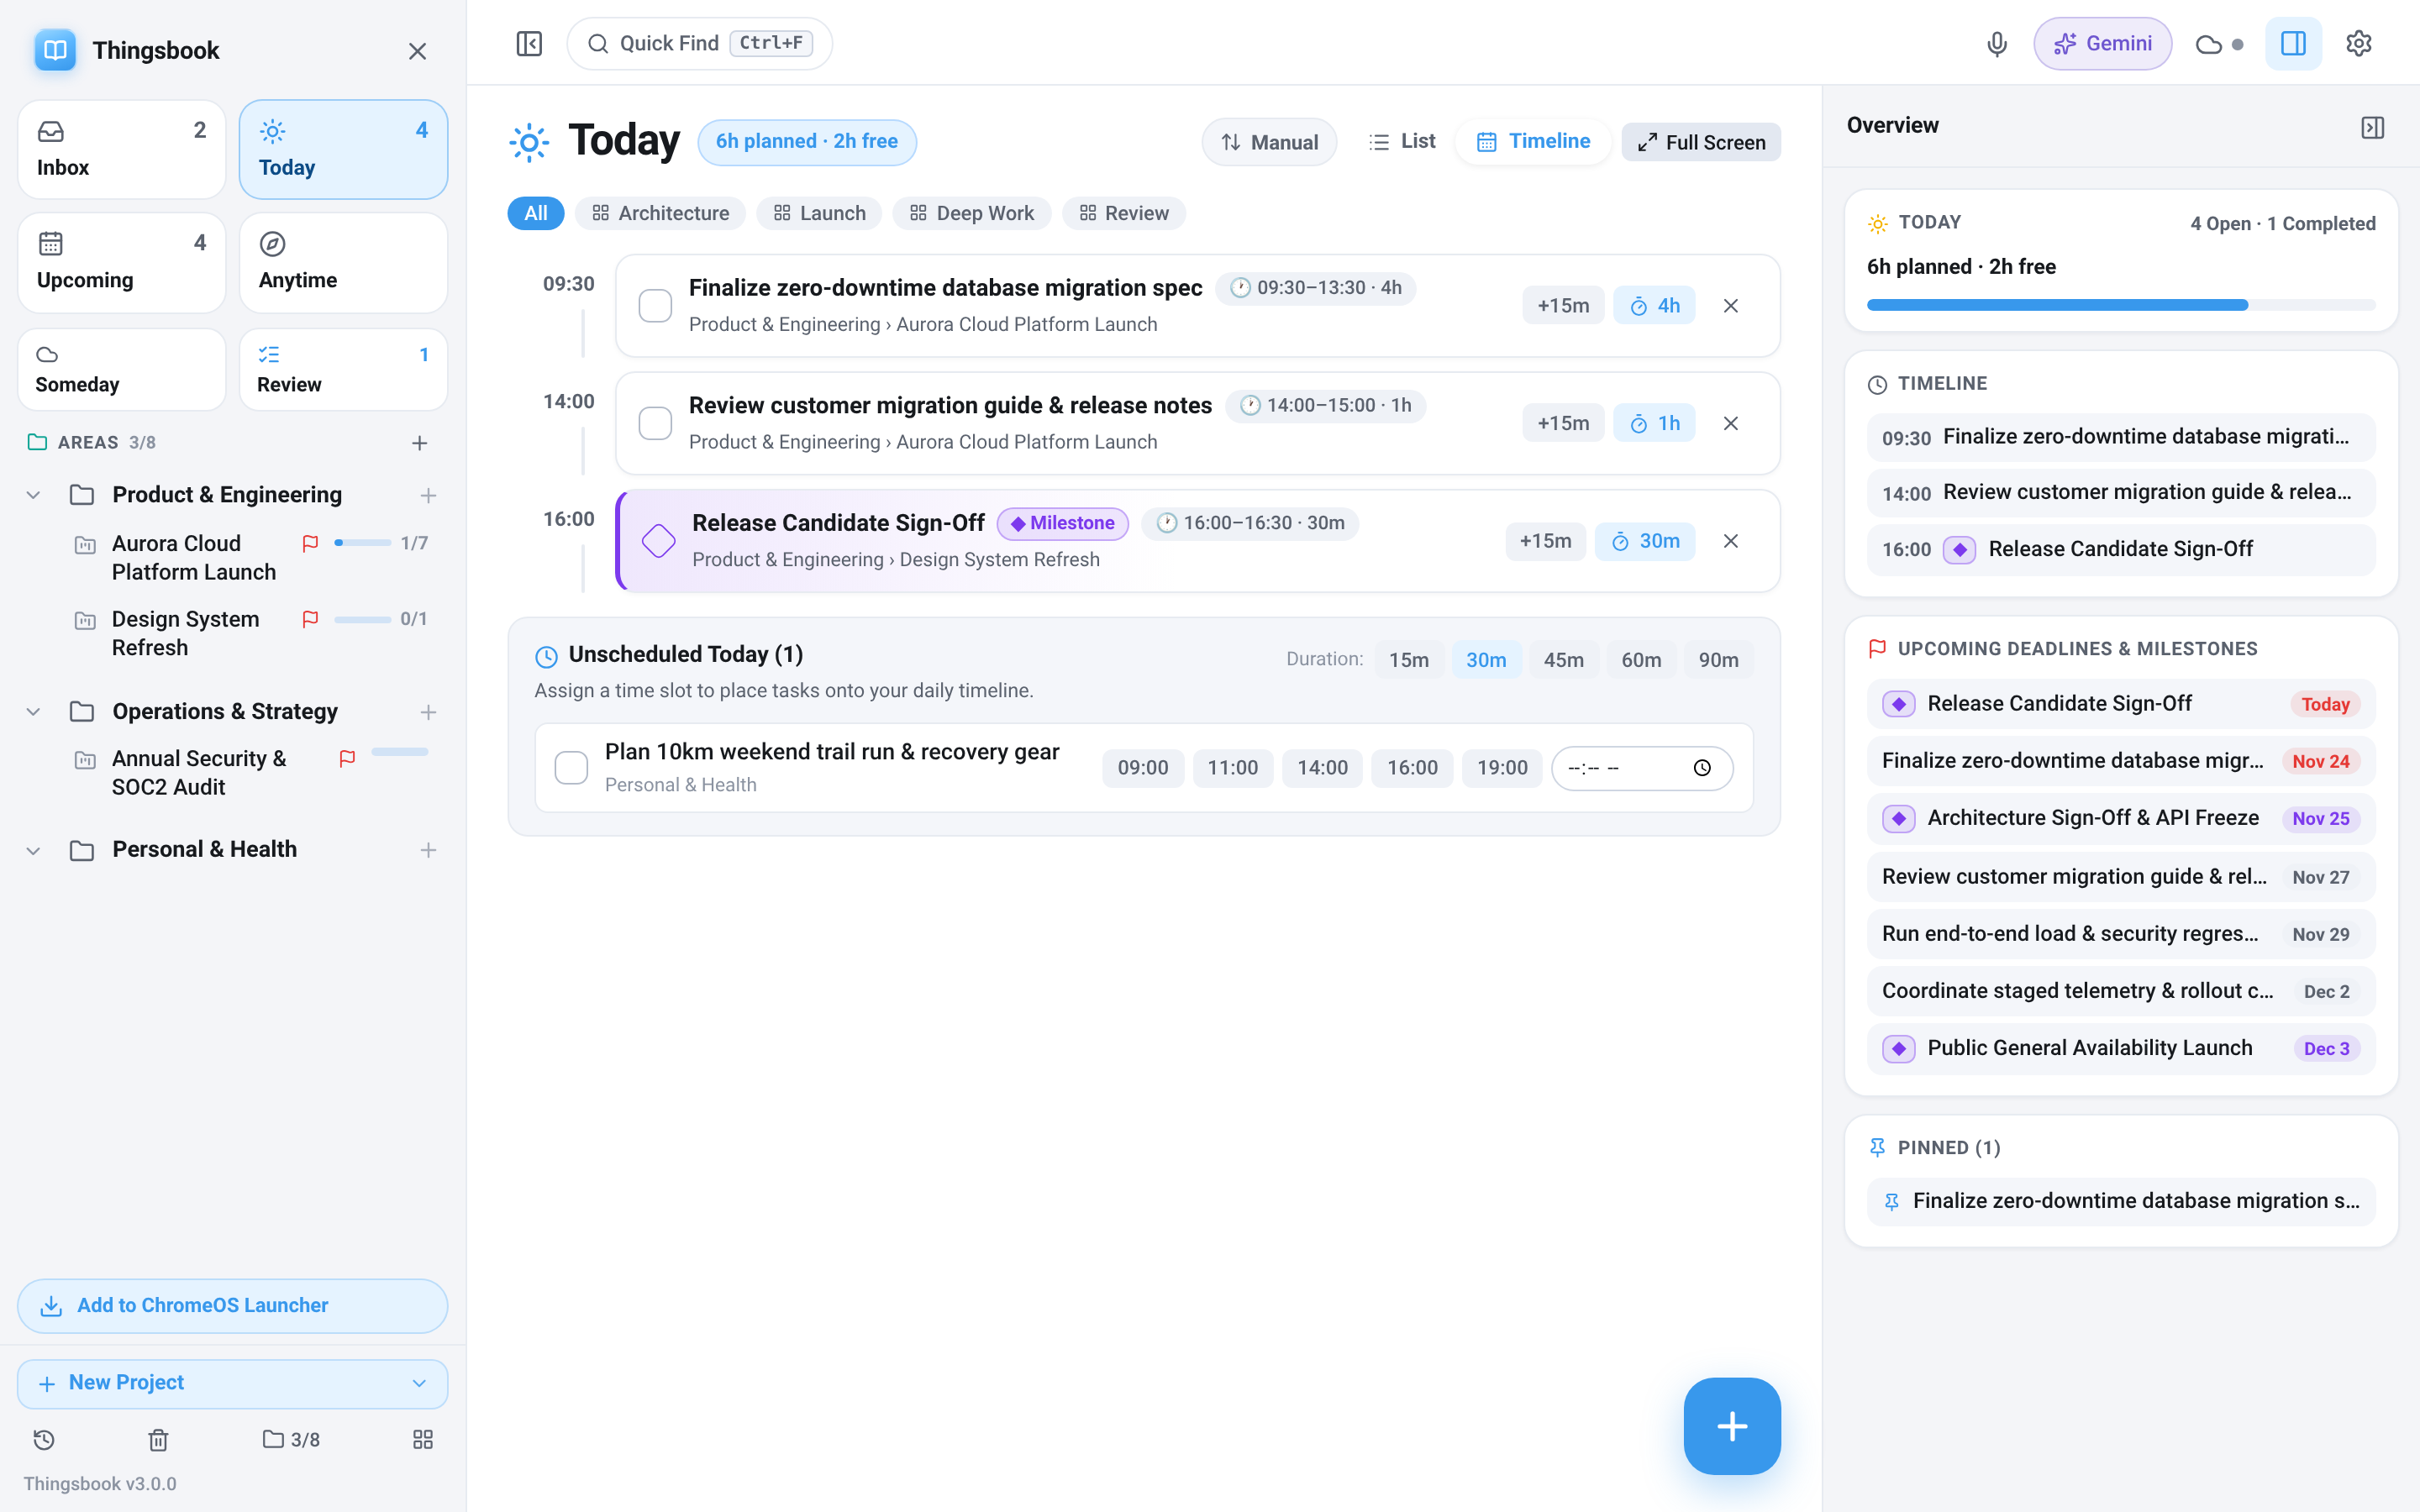 Thingsbook
Inbox 2
Today 4
Upcoming 4
Anytime
Someday
Review 1
AREAS 3/8
Product & Engineering
Aurora Cloud Platform Launch 1/7
Design System Refresh 0/1
Operations & Strategy
Annual Security & SOC2 Audit
Personal & Health
Add to ChromeOS Launcher
New Project
3/8
Thingsbook v3.0.0
Quick Find Ctrl+F
Gemini
Today 6h planned · 2h free
Manual List Timeline Full Screen
All Architecture Launch Deep Work Review
09:30 Finalize zero-downtime database migration spec 09:30–13:30 · 4h
Product & Engineering › Aurora Cloud Platform Launch
+15m 4h
14:00 Review customer migration guide & release notes 14:00–15:00 · 1h
Product & Engineering › Aurora Cloud Platform Launch
+15m 1h
16:00 Release Candidate Sign-Off Milestone 16:00–16:30 · 30m
Product & Engineering › Design System Refresh
+15m 30m
Unscheduled Today (1)
Duration: 15m 30m 45m 60m 90m
Assign a time slot to place tasks onto your daily timeline.
Plan 10km weekend trail run & recovery gear
Personal & Health
09:00 11:00 14:00 16:00 19:00 --:-- --
Overview
TODAY 4 Open · 1 Completed
6h planned · 2h free
TIMELINE
09:30 Finalize zero-downtime database migrati...
14:00 Review customer migration guide & relea...
16:00 Release Candidate Sign-Off
UPCOMING DEADLINES & MILESTONES
Release Candidate Sign-Off Today
Finalize zero-downtime database migr... Nov 24
Architecture Sign-Off & API Freeze Nov 25
Review customer migration guide & rel... Nov 27
Run end-to-end load & security regres... Nov 29
Coordinate staged telemetry & rollout c... Dec 2
Public General Availability Launch Dec 3
PINNED (1)
Finalize zero-downtime database migration s...